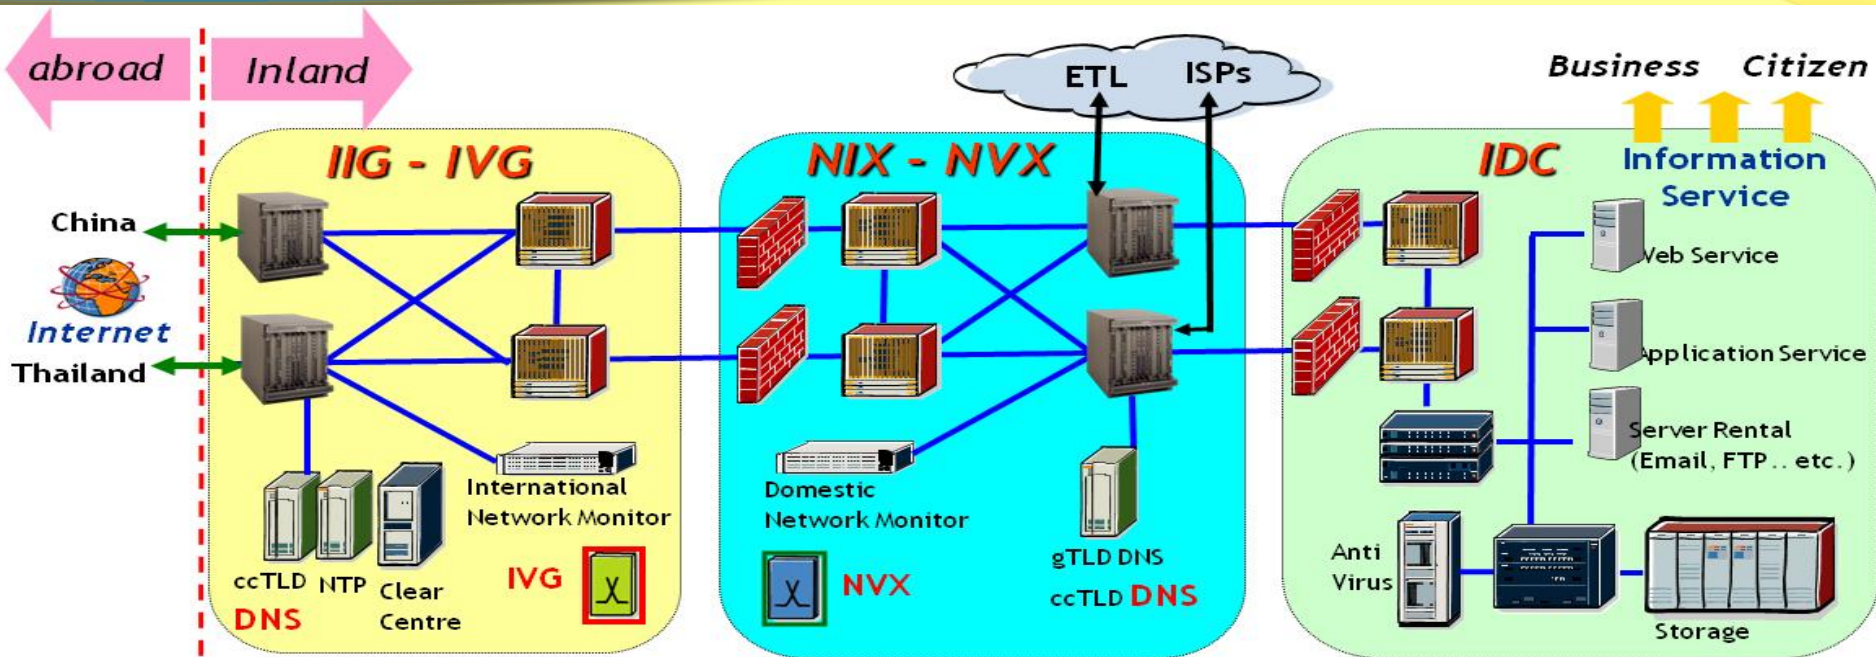 abroad
Inland
ETL
ISPs
Business
Citizen
IIG - IVG
NIX - NVX
IDC
Information
Service
China
Internet
Thailand
Web Service
Application Service
Server Rental
(Email, FTP.. etc.)
International
Network Monitor
Domestic
Network Monitor
ccTLD
DNS
NTP
Clear
Centre
IVG
NVX
gTLD DNS
ccTLD DNS
Anti
Virus
Storage